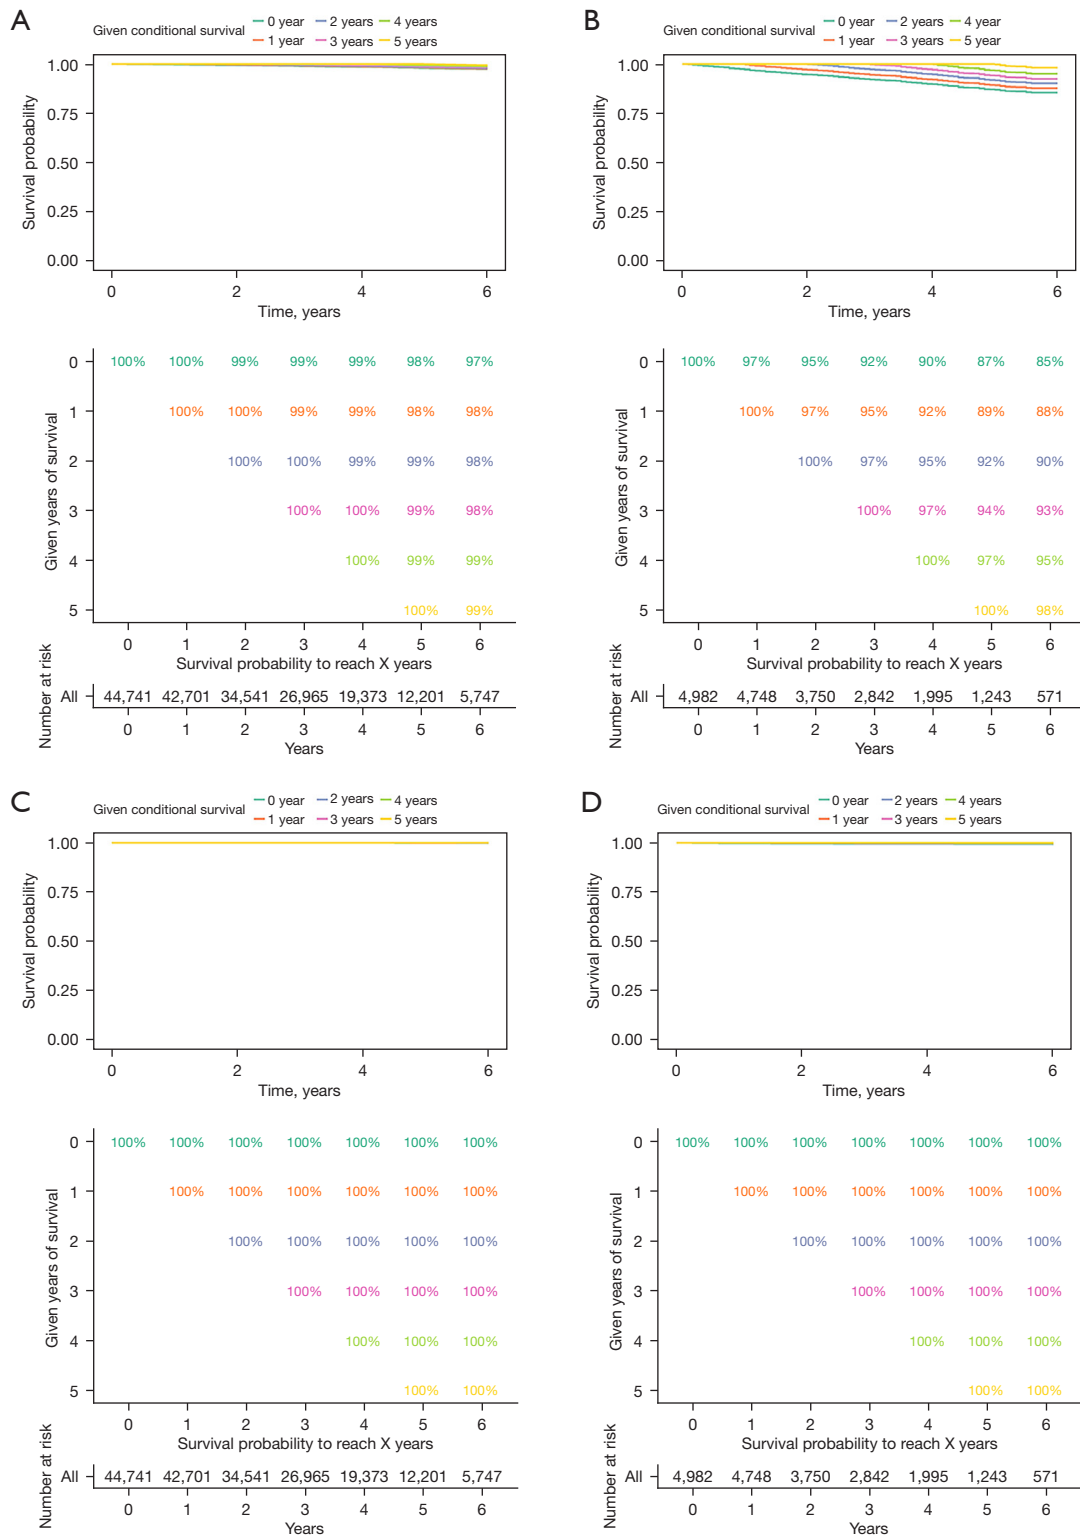 A
Given conditional survival 0 year 2 years 4 years
1 year 3 years 5 years
1.00
0.75
0.50
0.25
0.00
Survival probability
0 2 4 6
Time, years
0 100% 100% 99% 99% 99% 98% 97%
1 100% 100% 99% 99% 98% 98%
2 100% 100% 99% 99% 98%
3 100% 100% 99% 98%
4 100% 99% 99%
5 100% 99%
Given years of survival
0 1 2 3 4 5 6
Survival probability to reach X years
Number at risk
All 44,741 42,701 34,541 26,965 19,373 12,201 5,747
0 1 2 3 4 5 6
Years
B
Given conditional survival 0 year 2 years 4 year
1 year 3 years 5 year
1.00
0.75
0.50
0.25
0.00
Survival probability
0 2 4 6
Time, years
0 100% 97% 95% 92% 90% 87% 85%
1 100% 97% 95% 92% 89% 88%
2 100% 97% 95% 92% 90%
3 100% 97% 94% 93%
4 100% 97% 95%
5 100% 98%
Given years of survival
0 1 2 3 4 5 6
Survival probability to reach X years
Number at risk
All 4,982 4,748 3,750 2,842 1,995 1,243 571
0 1 2 3 4 5 6
Years
C
Given conditional survival 0 year 2 years 4 years
1 year 3 years 5 years
1.00
0.75
0.50
0.25
0.00
Survival probability
0 2 4 6
Time, years
0 100% 100% 100% 100% 100% 100% 100%
1 100% 100% 100% 100% 100% 100%
2 100% 100% 100% 100% 100%
3 100% 100% 100% 100%
4 100% 100% 100%
5 100% 100%
Given years of survival
0 1 2 3 4 5 6
Survival probability to reach X years
Number at risk
All 44,741 42,701 34,541 26,965 19,373 12,201 5,747
0 1 2 3 4 5 6
Years
D
Given conditional survival 0 year 2 years 4 years
1 year 3 years 5 years
1.00
0.75
0.50
0.25
0.00
Survival probability
0 2 4 6
Time, years
0 100% 100% 100% 100% 100% 100% 100%
1 100% 100% 100% 100% 100% 100%
2 100% 100% 100% 100% 100%
3 100% 100% 100% 100%
4 100% 100% 100%
5 100% 100%
Given years of survival
0 1 2 3 4 5 6
Survival probability to reach X years
Number at risk
All 4,982 4,748 3,750 2,842 1,995 1,243 571
0 1 2 3 4 5 6
Years